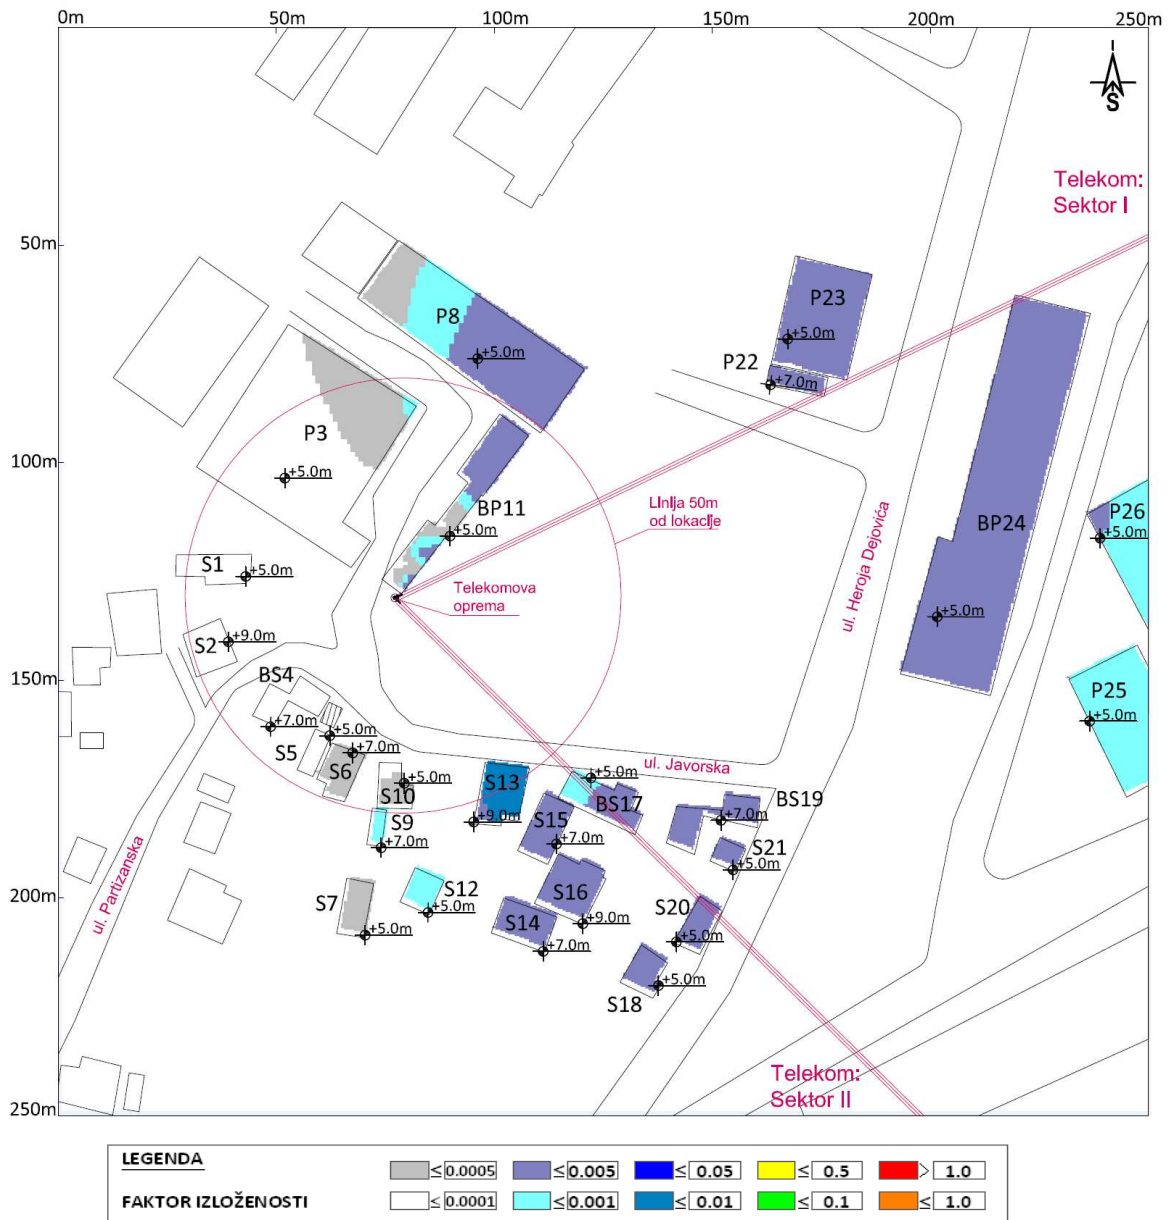 0m
50m
100m
150m
200m
250m
S
Telekom:
Sektor I
50m
P8
+5.0m
P23
+5.0m
P22
+7.0m
P3
+5.0m
100m
BP11
+5.0m
Linija 50m
od lokacije
BP24
+5.0m
P26
+5.0m
S1
+5.0m
Telekomova
oprema
ul. Heroja Dejovića
S2
+9.0m
150m
BS4
+7.0m
P25
+5.0m
S5
+5.0m
S6
+7.0m
ul. Javorska
S10
+5.0m
S13
+9.0m
+5.0m
BS17
BS19
+7.0m
S9
+7.0m
S15
+7.0m
S21
+5.0m
ul. Partizanska
200m
S7
+5.0m
S12
+5.0m
S16
+9.0m
S14
+7.0m
S20
+5.0m
S18
+5.0m
Telekom:
Sektor II
250m
LEGENDA
≤ 0.0005
≤ 0.005
≤ 0.05
≤ 0.5
> 1.0
FAKTOR IZLOŽENOSTI
≤ 0.0001
≤ 0.001
≤ 0.01
≤ 0.1
≤ 1.0